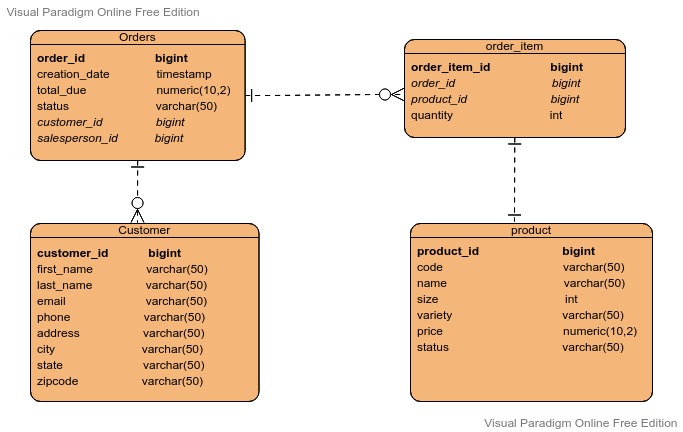 Visual Paradigm Online Free Edition
Orders
order_id bigint
creation_date timestamp
total_due numeric(10,2)
status varchar(50)
customer_id bigint
salesperson_id bigint
order_item
order_item_id bigint
order_id bigint
product_id bigint
quantity int
Customer
customer_id bigint
first_name varchar(50)
last_name varchar(50)
email varchar(50)
phone varchar(50)
address varchar(50)
city varchar(50)
state varchar(50)
zipcode varchar(50)
product
product_id bigint
code varchar(50)
name varchar(50)
size int
variety varchar(50)
price numeric(10,2)
status varchar(50)
Visual Paradigm Online Free Edition